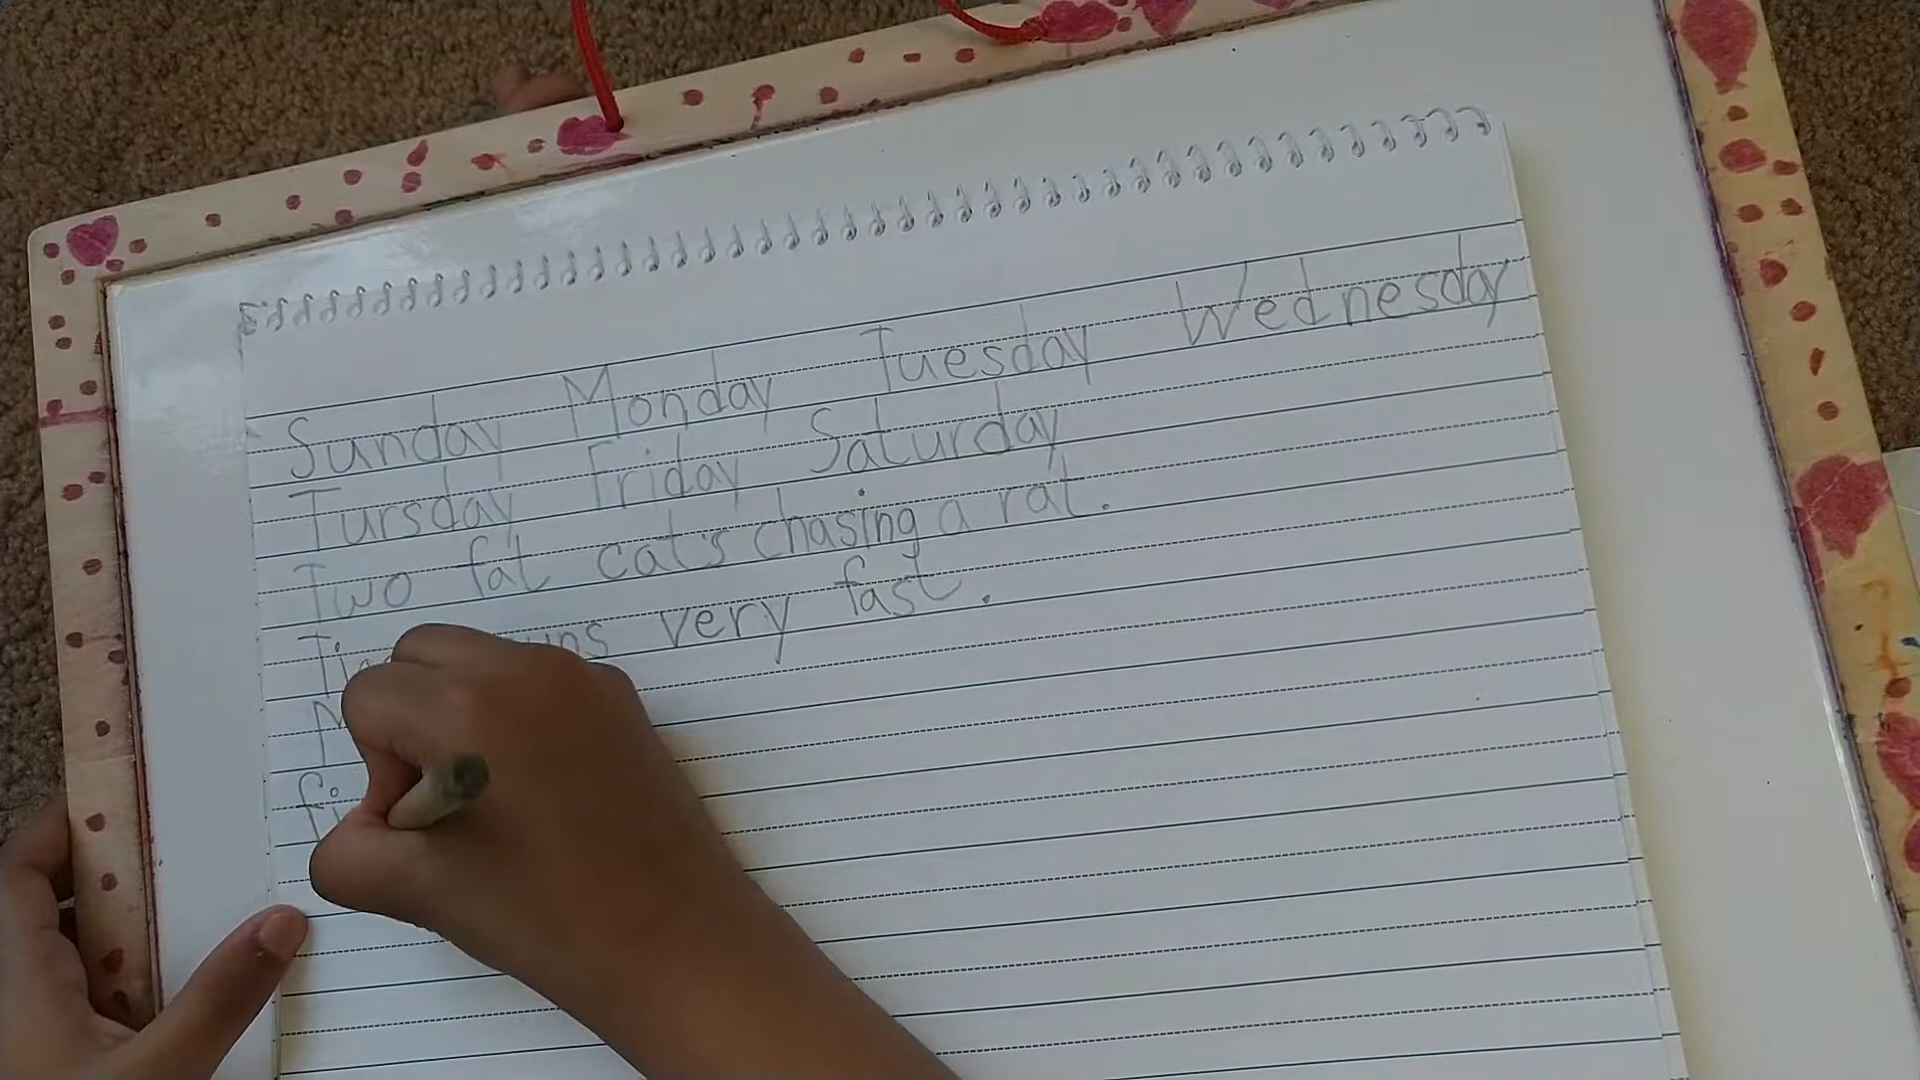 Sunday Monday Tuesday Wednesday
Tursday Friday Saturday
Two fat cat's chasing a rat.
very fast.